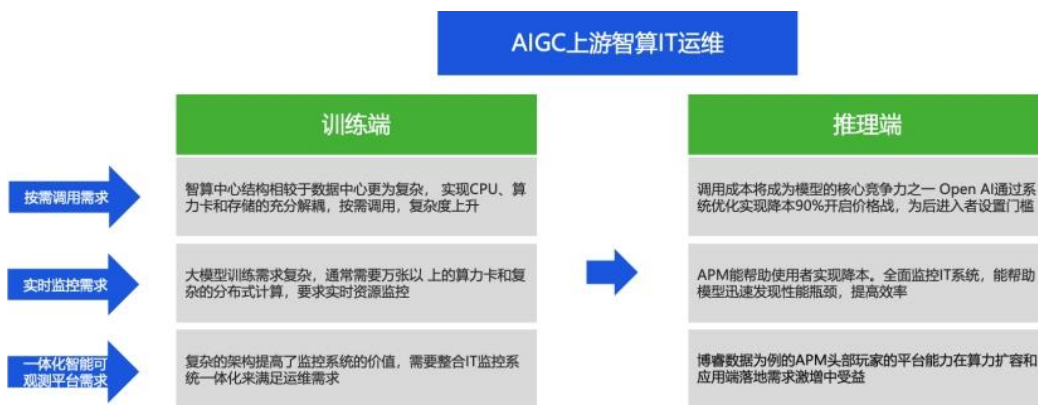 AIGC上游智算IT运维
训练端
推理端
按需调用需求
智算中心结构相较于数据中心更为复杂， 实现CPU、算
力卡和存储的充分解耦，按需调用，复杂度上升
调用成本将成为模型的核心竞争力之一 Open AI通过系
统优化实现降本90%开启价格战，为后进入者设置门槛
实时监控需求
大模型训练需求复杂，通常需要万张以 上的算力卡和复
杂的分布式计算，要求实时资源监控
APM能帮助使用者实现降本。全面监控IT系统，能帮助
模型迅速发现性能瓶颈，提高效率
一体化智能可
观测平台需求
复杂的架构提高了监控系统的价值，需要整合IT监控系
统一体化来满足运维需求
博睿数据为例的APM头部玩家的平台能力在算力扩容和
应用端落地需求激增中受益